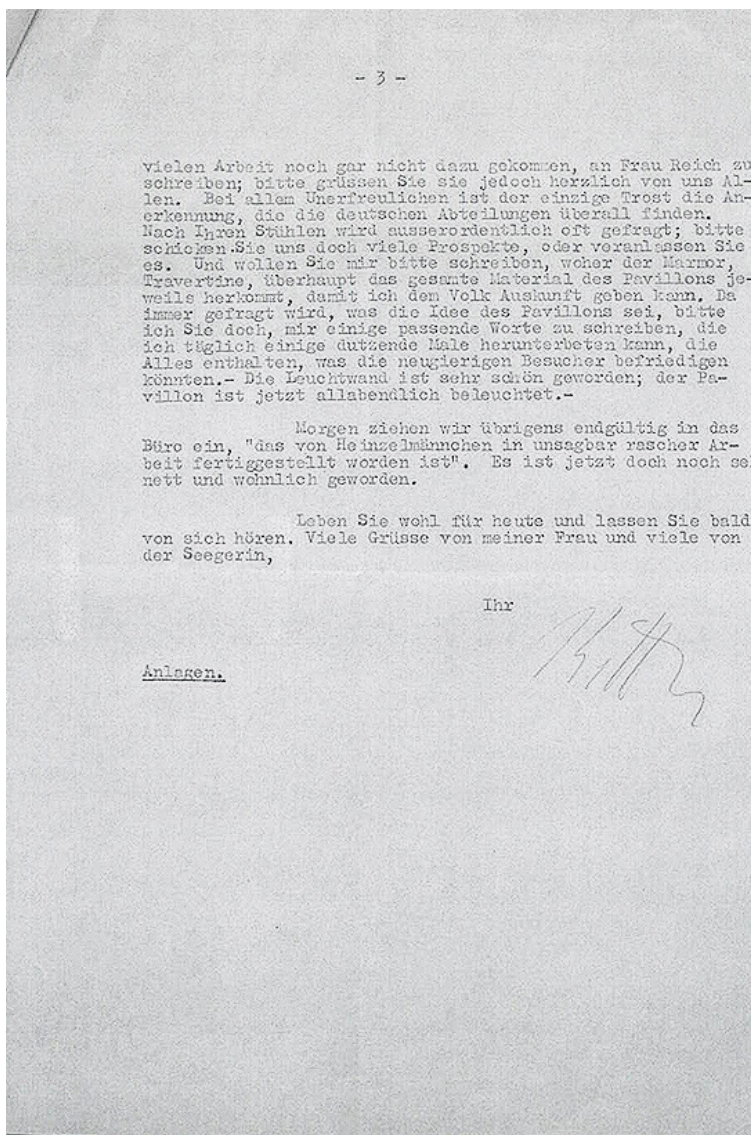 - 3 -
vielen Arbeit noch gar nicht dazu gekommen, an Frau Reich zu
schreiben; bitte grüssen Sie sie jedoch herzlich von uns Al-
len. Bei allem Unerfreulichen ist der einzige Trost die An-
erkennung, die die deutschen Abteilungen überall finden.
Nach Ihren Stühlen wird ausserordentlich oft gefragt; bitte
schicken Sie uns doch viele Prospekte, oder veranlassen Sie
es. Und wollen Sie mir bitte schreiben, woher der Marmor,
Travertine, überhaupt das gesamte Material des Pavillons je-
weils herkommt, damit ich dem Volk Auskunft geben kann. Da
immer gefragt wird, was die Idee des Pavillons sei, bitte
ich Sie doch, mir einige passende Worte zu schreiben, die
ich täglich einige dutzende Male herunterbeten kann, die
Alles enthalten, was die neugierigen Besucher befriedigen
könnten.- Die Leuchtwand ist sehr schön geworden; der Pa-
villon ist jetzt allabendlich beleuchtet.-
Morgen ziehen wir übrigens endgültig in das
Büro ein, "das von Heinzelmännchen in unsagbar rascher Ar-
beit fertiggestellt worden ist". Es ist jetzt doch noch se
nett und wohnlich geworden.
Leben Sie wohl für heute und lassen Sie bald
von sich hören. Viele Grüsse von meiner Frau und viele von
der Seegerin,
Ihr
Anlagen.